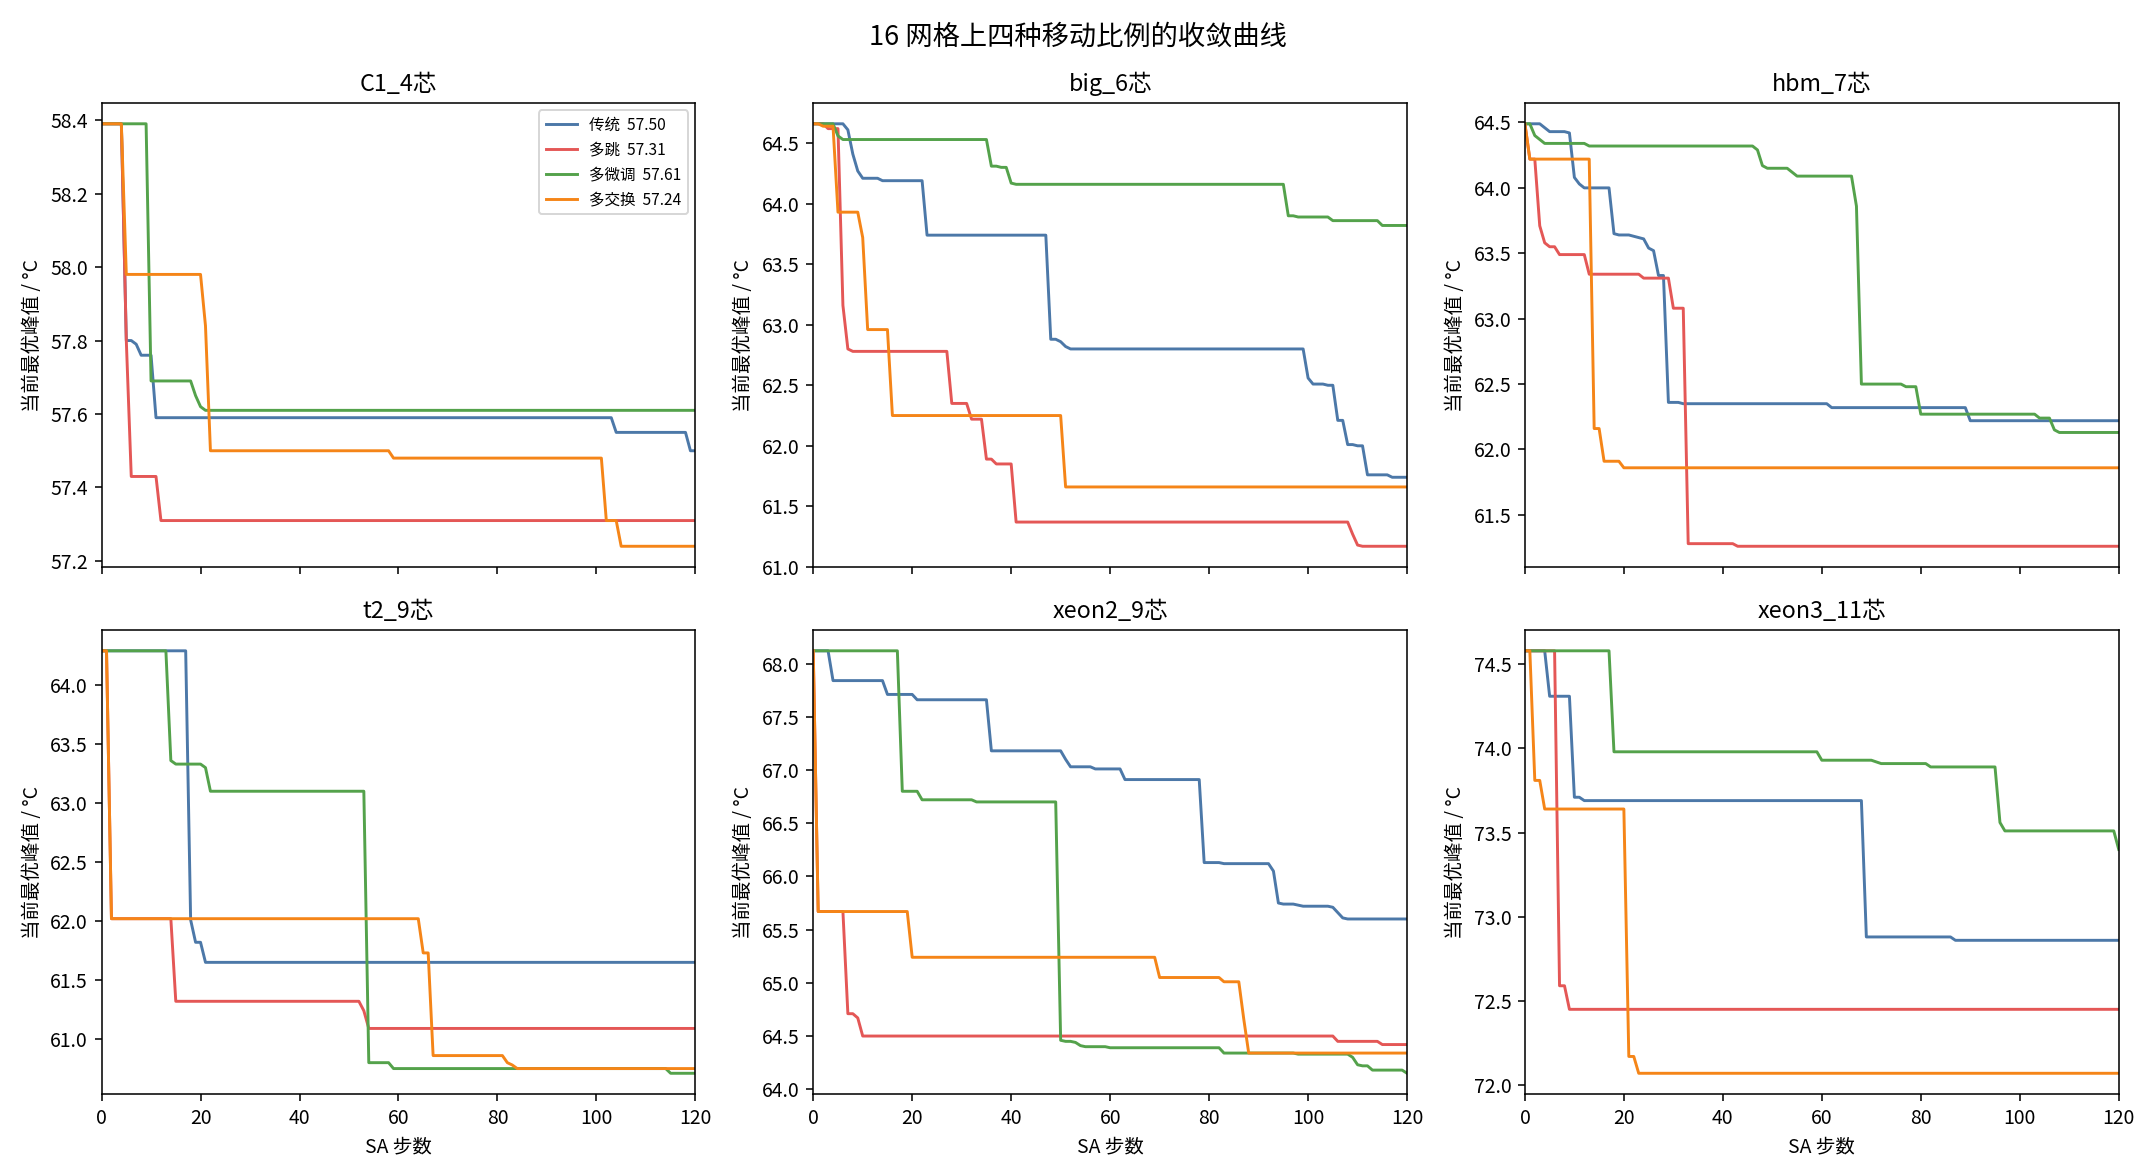 16 网格上四种移动比例的收敛曲线
C1_4芯
当前最优峰值 / °C
58.4
58.2
58.0
57.8
57.6
57.4
57.2
传统 57.50
多跳 57.31
多微调 57.61
多交换 57.24
big_6芯
当前最优峰值 / °C
64.5
64.0
63.5
63.0
62.5
62.0
61.5
61.0
hbm_7芯
当前最优峰值 / °C
64.5
64.0
63.5
63.0
62.5
62.0
61.5
t2_9芯
当前最优峰值 / °C
64.0
63.5
63.0
62.5
62.0
61.5
61.0
0 20 40 60 80 100 120
SA 步数
xeon2_9芯
当前最优峰值 / °C
68.0
67.5
67.0
66.5
66.0
65.5
65.0
64.5
64.0
0 20 40 60 80 100 120
SA 步数
xeon3_11芯
当前最优峰值 / °C
74.5
74.0
73.5
73.0
72.5
72.0
0 20 40 60 80 100 120
SA 步数